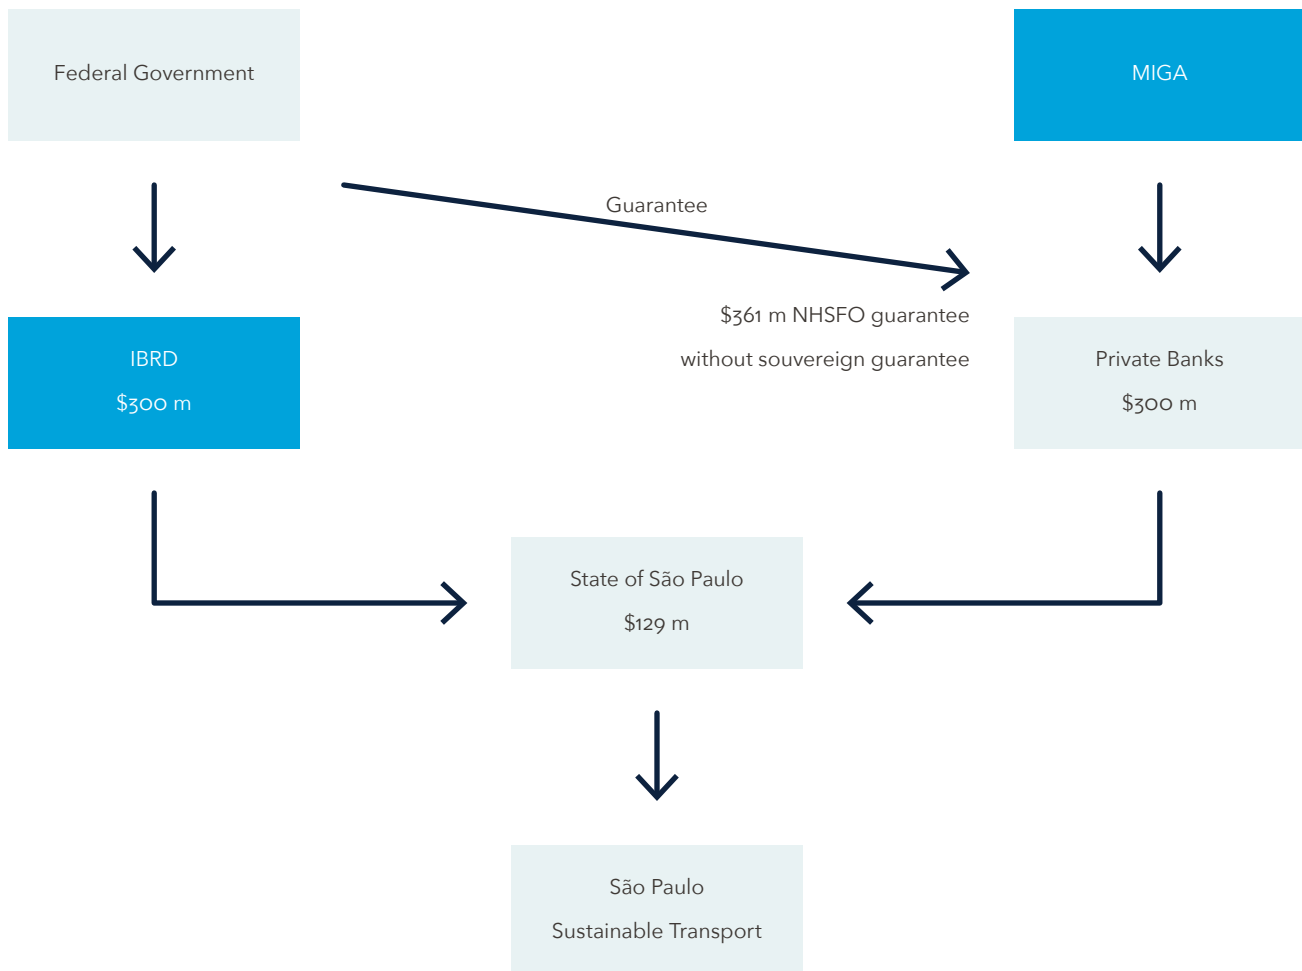 Federal Government
MIGA
Guarantee
$361 m NHSFO guarantee
without souvereign guarantee
IBRD
$300 m
Private Banks
$300 m
State of São Paulo
$129 m
São Paulo
Sustainable Transport